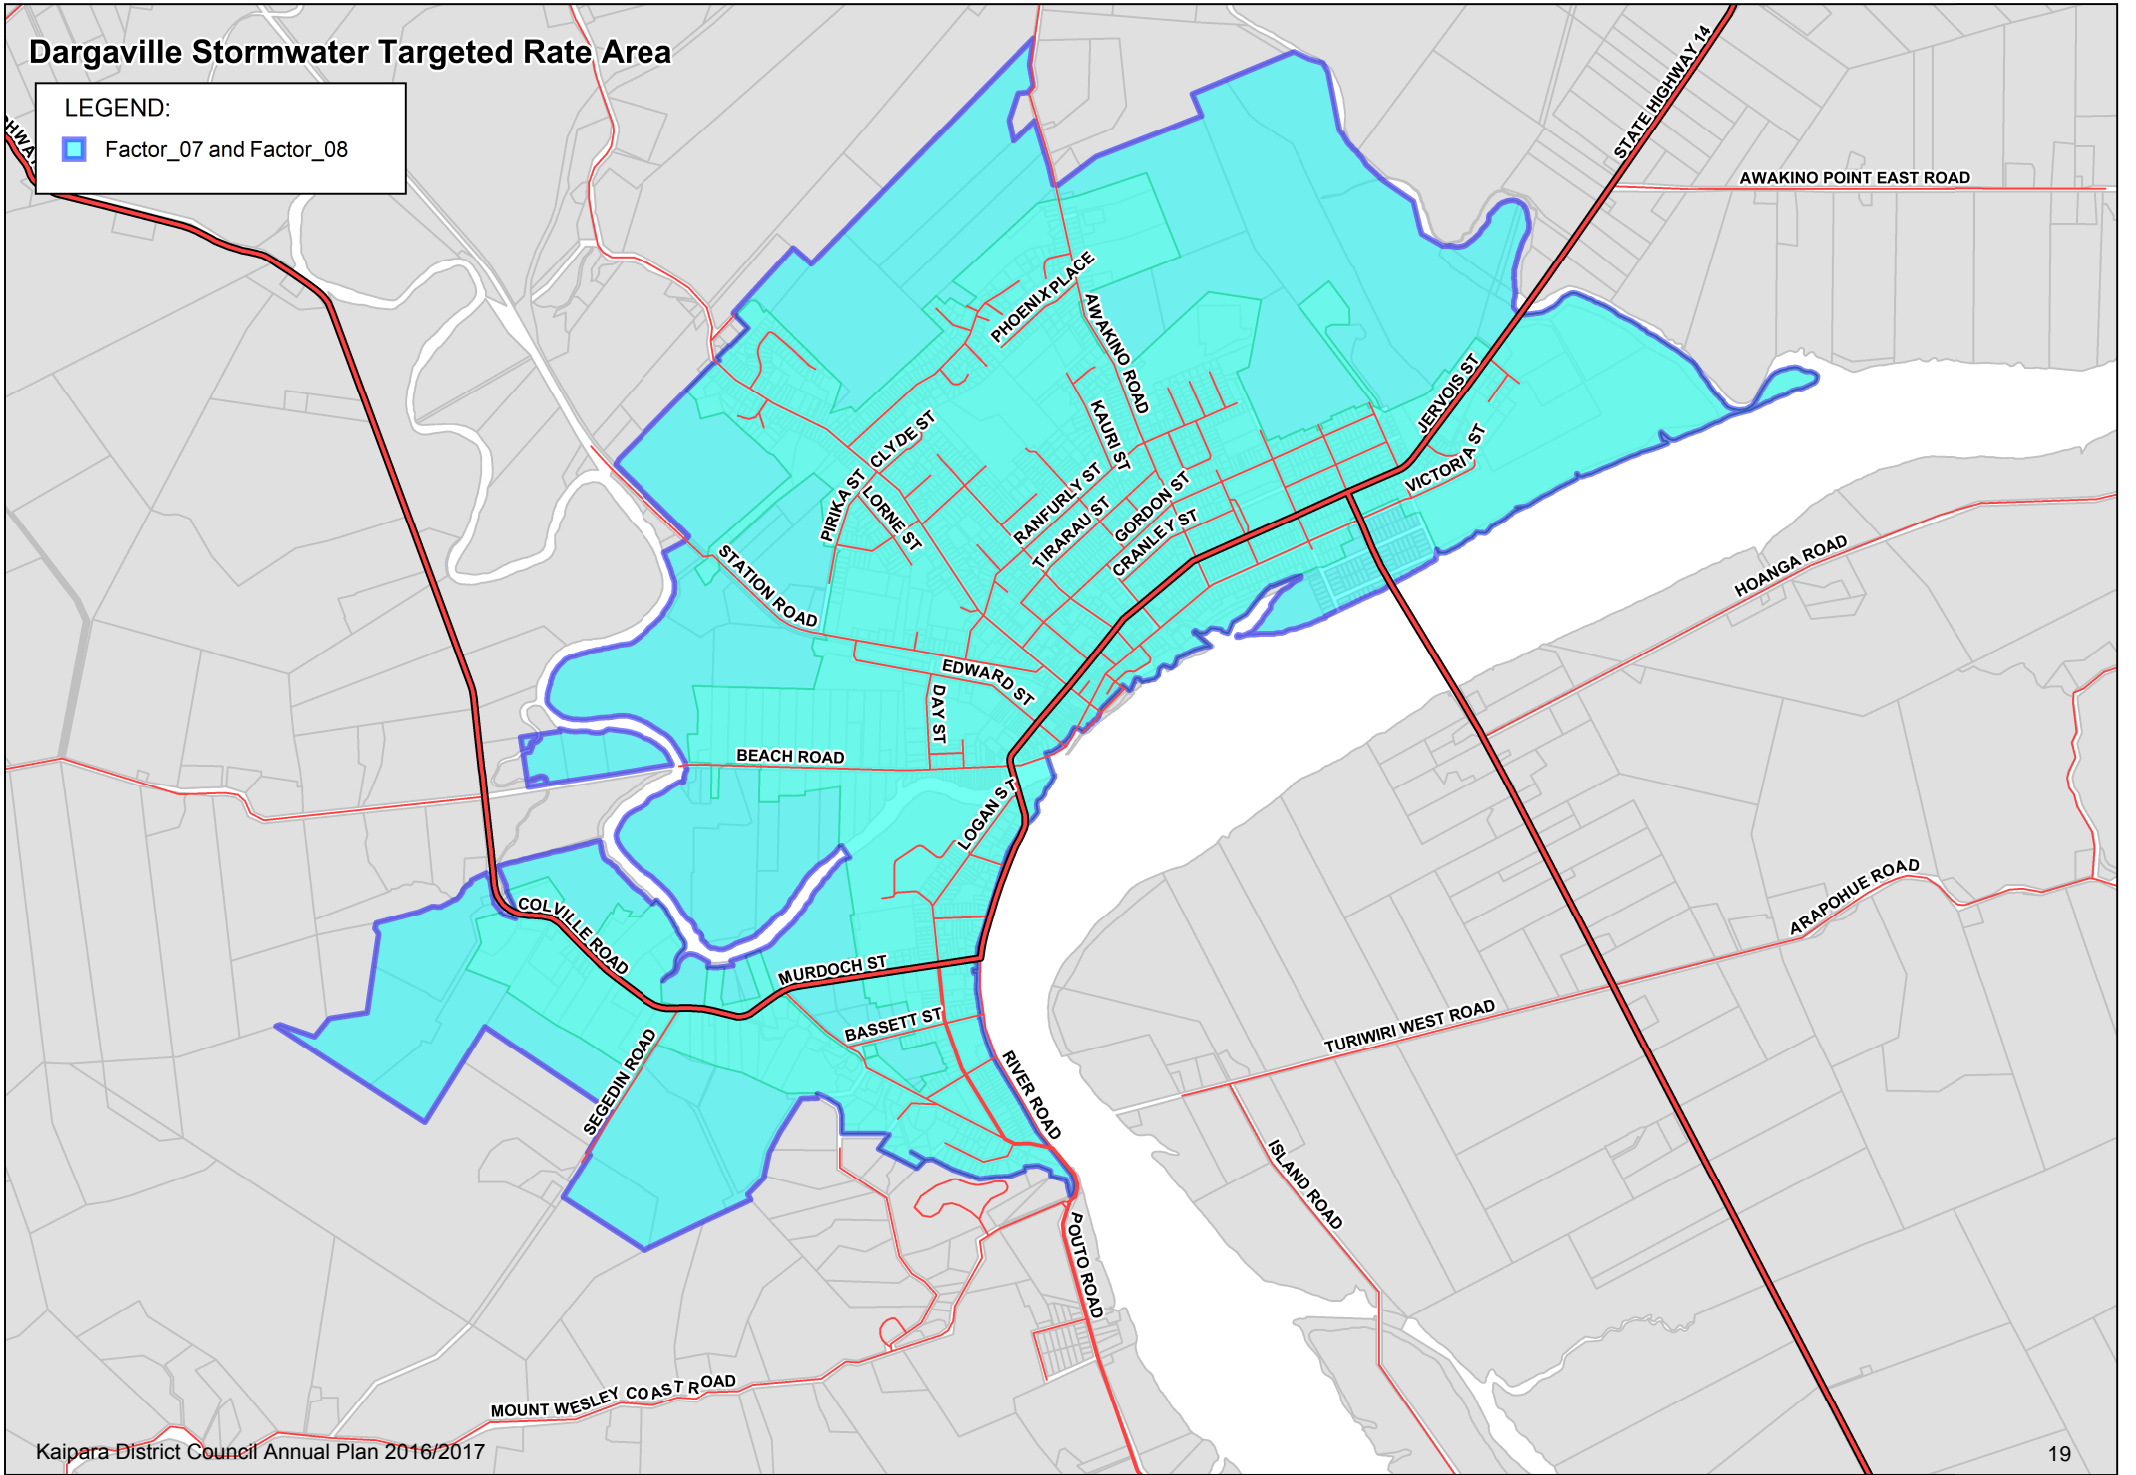 Dargaville Stormwater Targeted Rate Area
LEGEND:
Factor_07 and Factor_08
STATE HIGHWAY 14
AWAKINO POINT EAST ROAD
PHOENIX PLACE
AWAKINO ROAD
JERVOIS ST
VICTORIA ST
KAURI ST
CLYDE ST
PIRIKA ST
LORNE ST
RANFURLY ST
TIRARAU ST
GORDON ST
CRANLEY ST
STATION ROAD
HOANGA ROAD
EDWARD ST
DAY ST
BEACH ROAD
LOGAN ST
COLVILLE ROAD
MURDOCH ST
ARAPOHUE ROAD
BASSETT ST
TURIWIRI WEST ROAD
SEGEDIN ROAD
RIVER ROAD
ISLAND ROAD
POUTO ROAD
MOUNT WESLEY COAST ROAD
Kaipara District Council Annual Plan 2016/2017
19